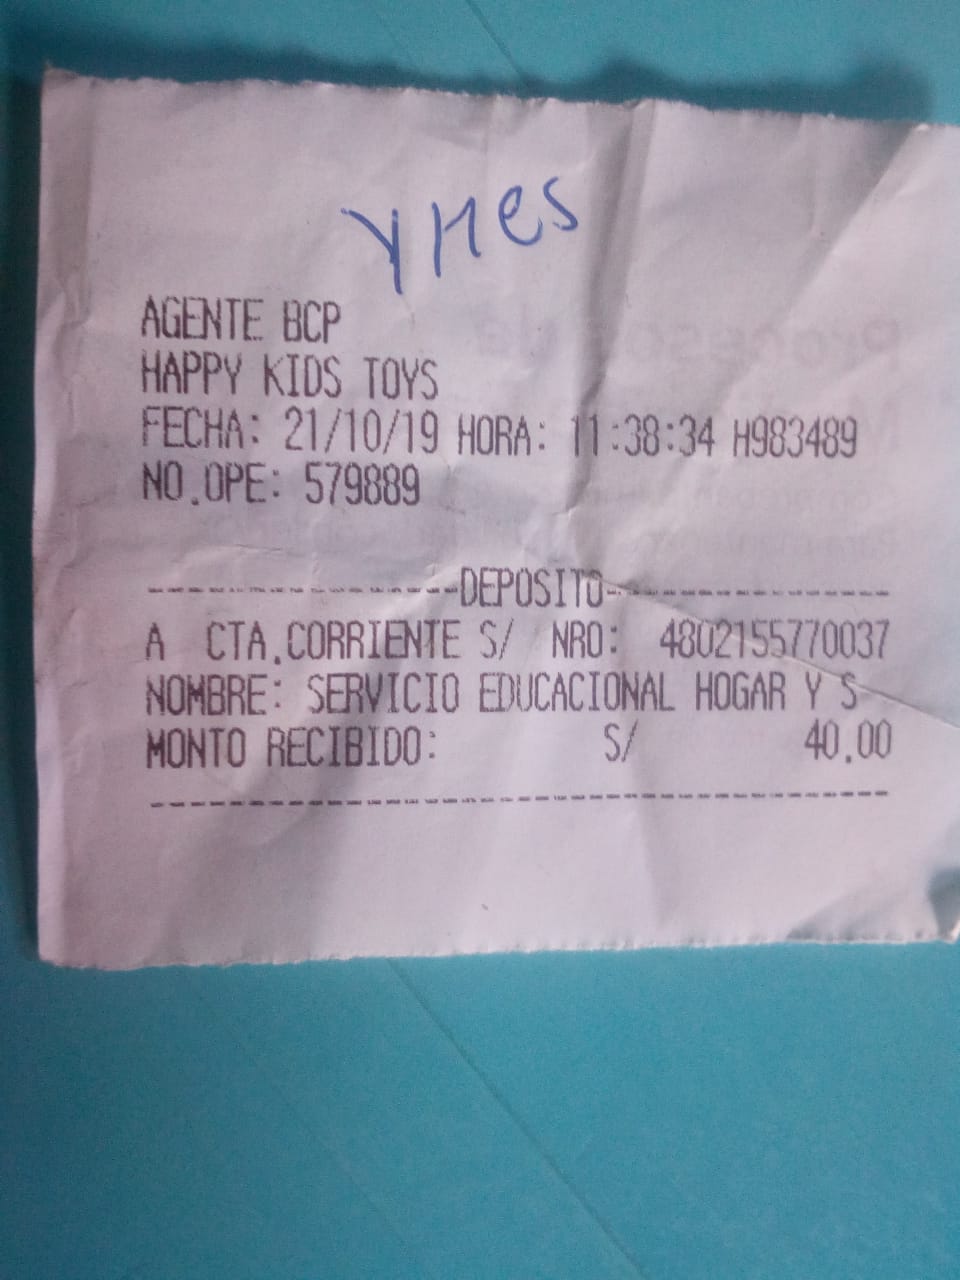 Ynes
AGENTE BCP
HAPPY KIDS TOYS
FECHA: 21/10/19 HORA: 11:38:34 H983489
NO.OPE: 579889
--------------------DEPOSITO--------------------
A CTA.CORRIENTE S/ NRO: 4802155770037
NOMBRE: SERVICIO EDUCACIONAL HOGAR Y S
MONTO RECIBIDO: S/ 40.00